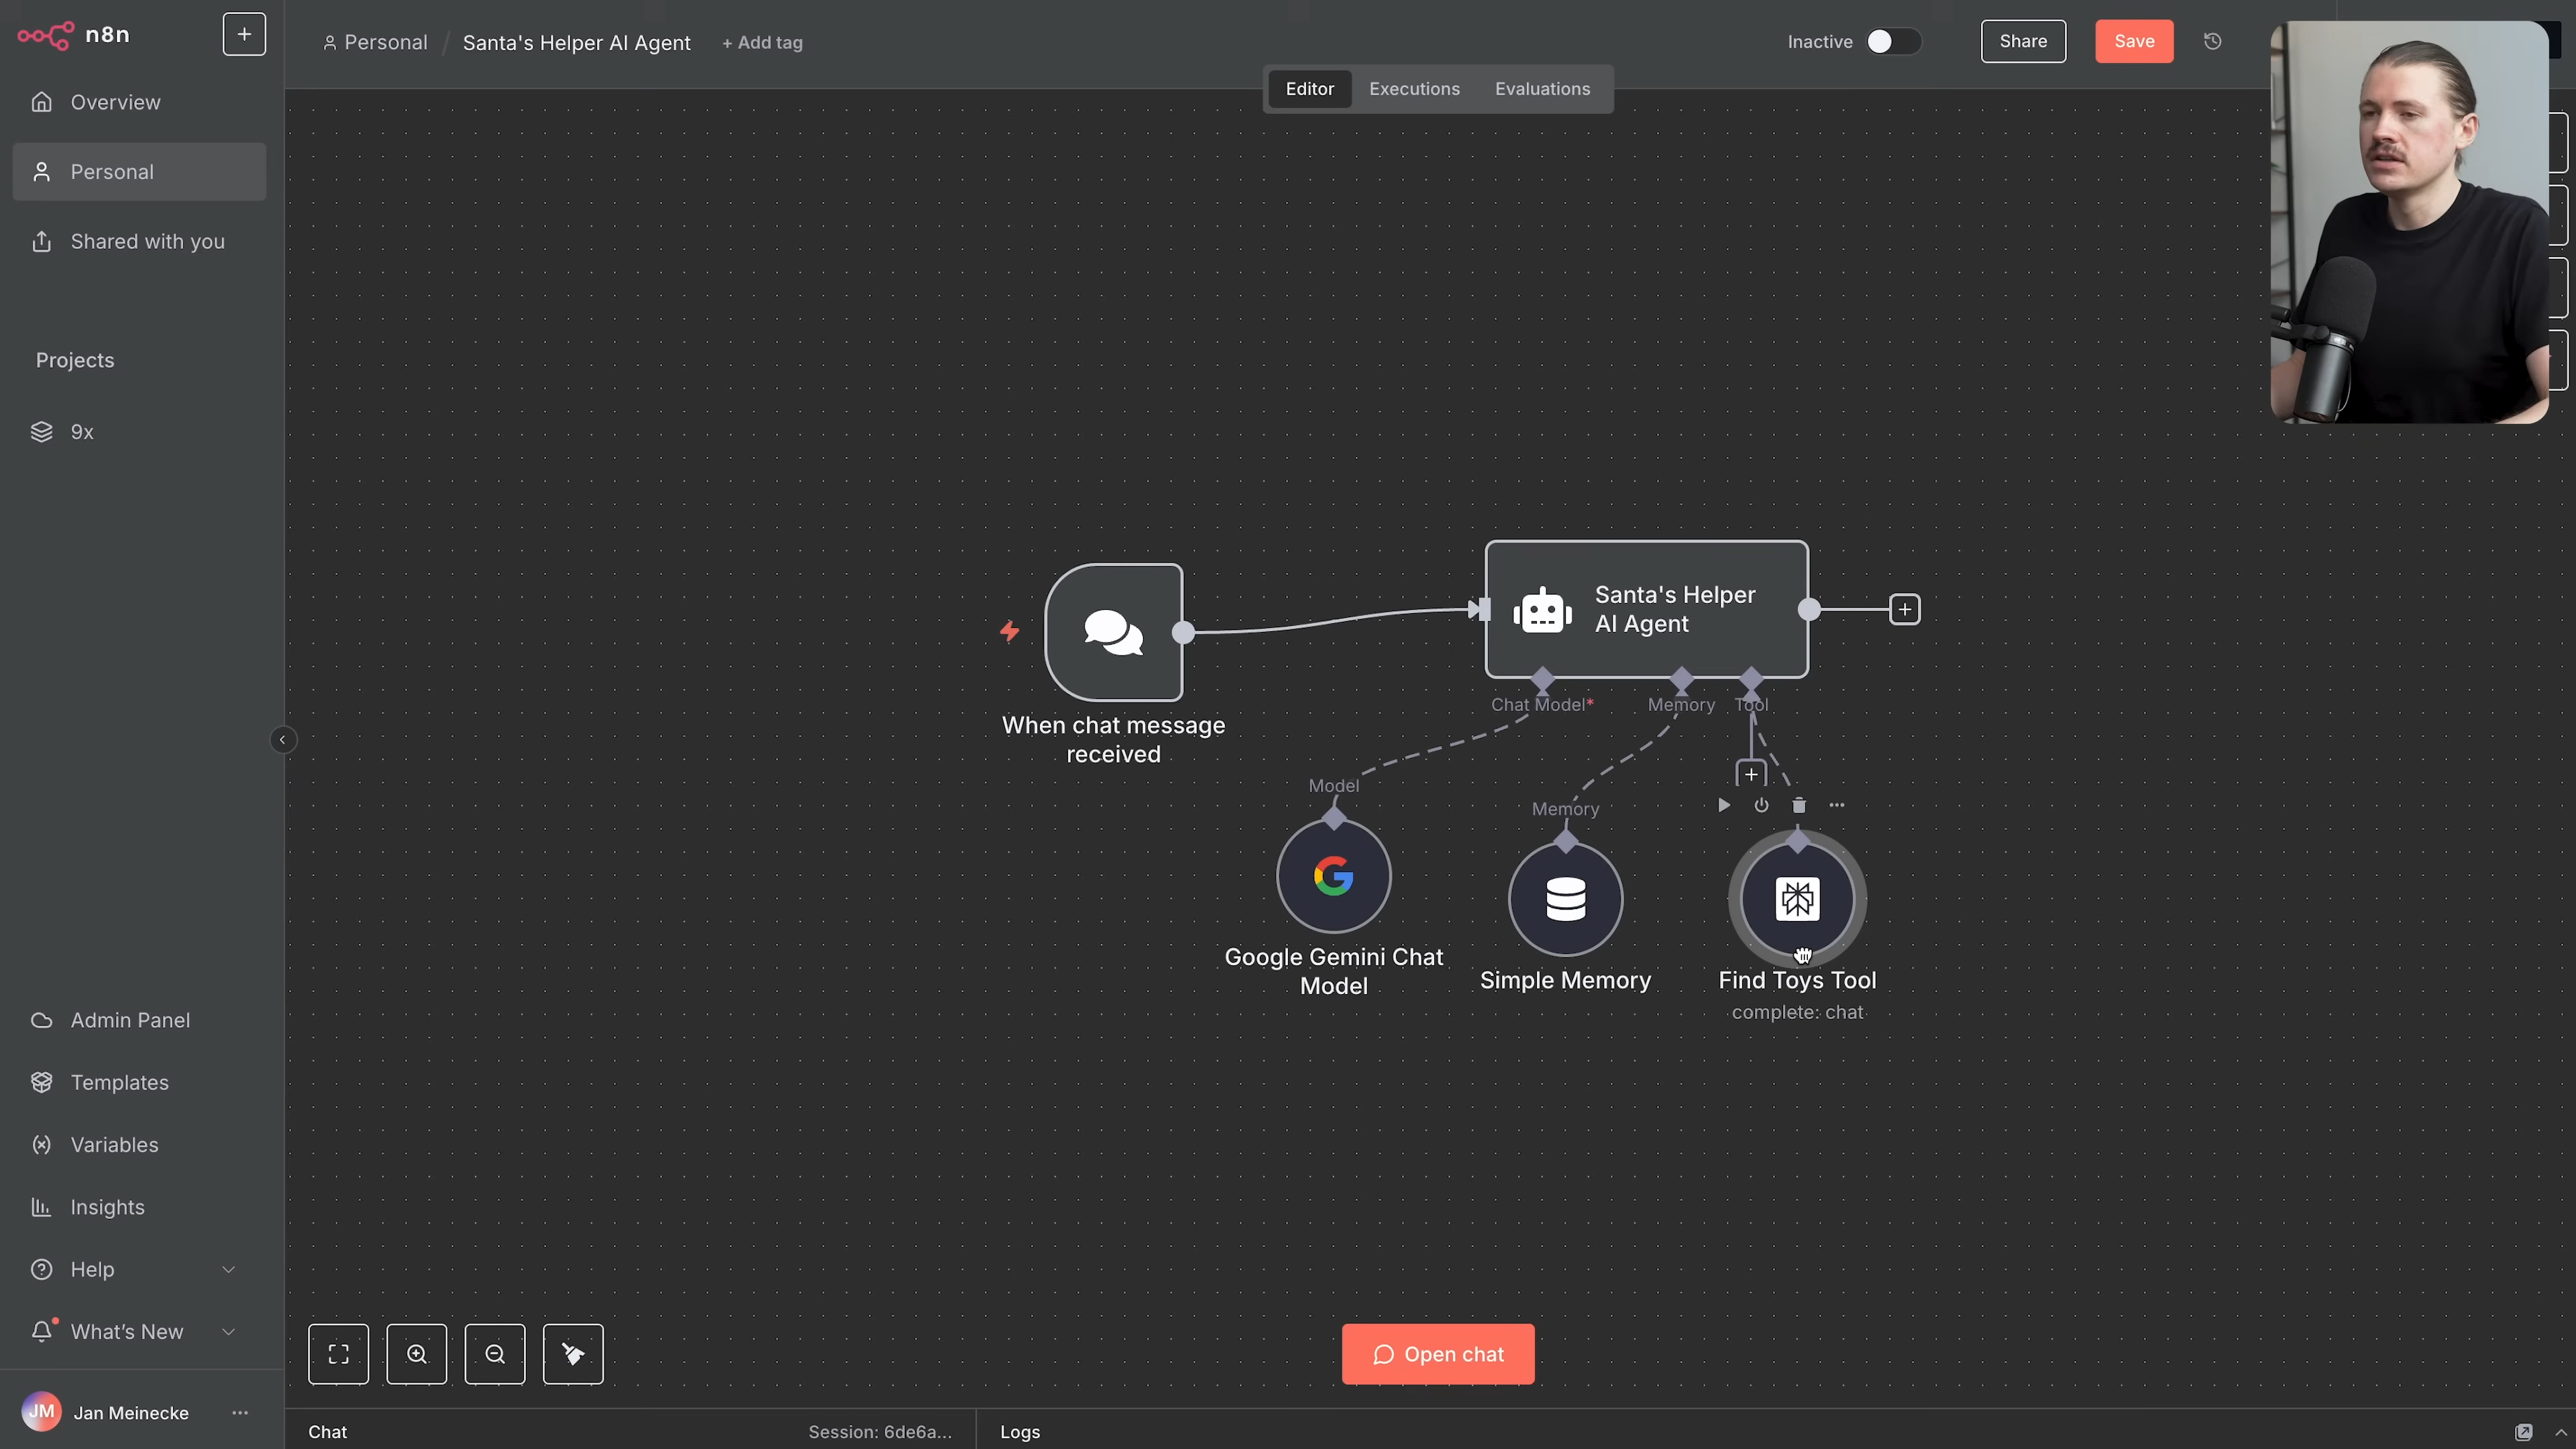 n8n
+
Personal / Santa's Helper AI Agent + Add tag
Inactive
Share
Save
Editor
Executions
Evaluations
Overview
Personal
Shared with you
Projects
9x
Admin Panel
Templates
Variables
Insights
Help
What's New
JM
Jan Meinecke
When chat message
received
Santa's Helper
AI Agent
Chat Model*
Memory
Tool
Model
Memory
Google Gemini Chat
Model
Simple Memory
Find Toys Tool
complete: chat
Open chat
Chat
Session: 6de6a...
Logs